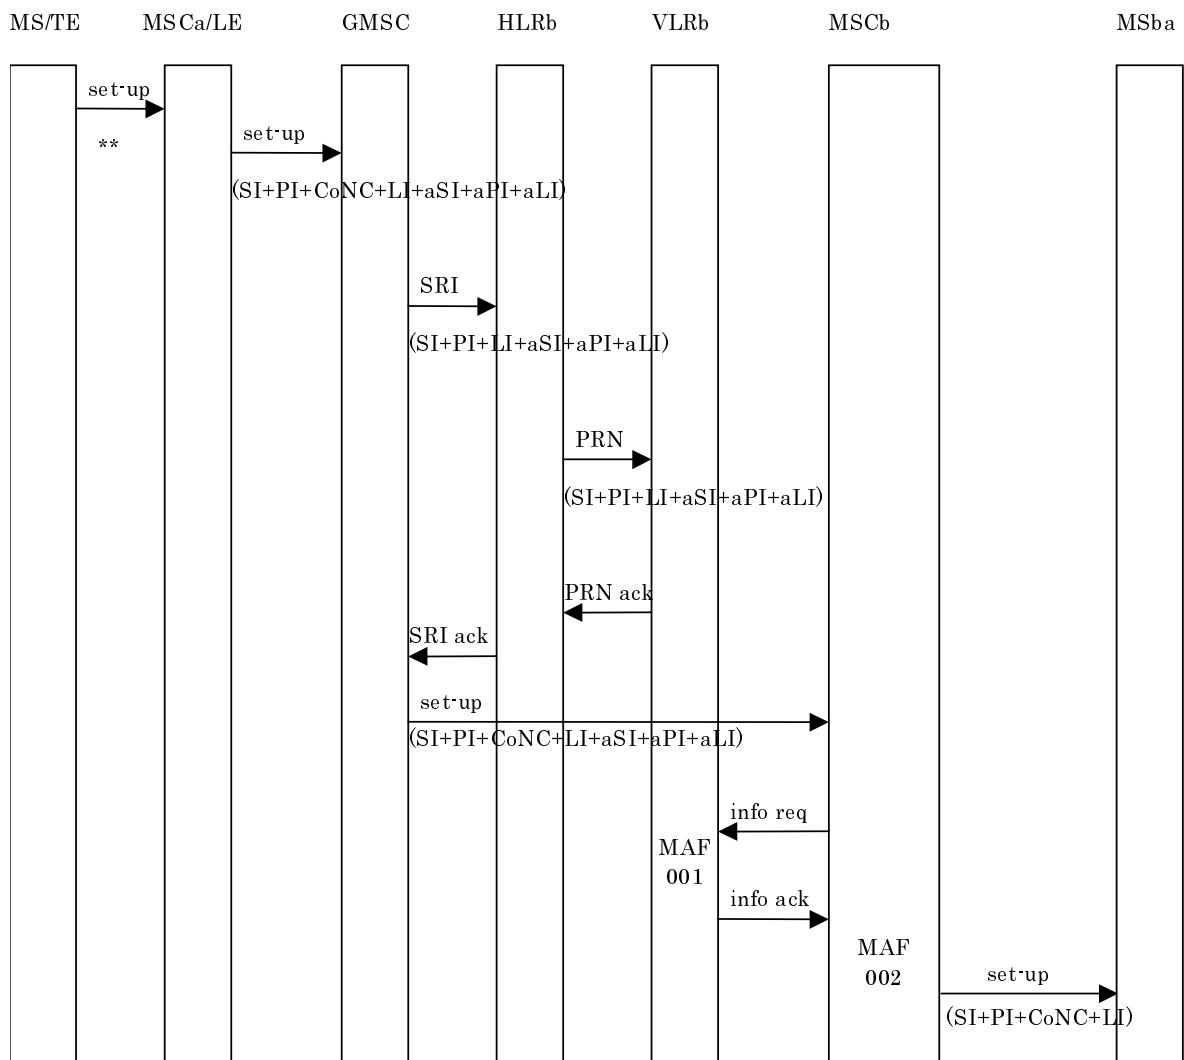 MS/TE MSCa/LE GMSC HLRb VLRb MSCb MSba
set-up
**
set-up
(SI+PI+CoNC+LI+aSI+aPI+aLI)
SRI
(SI+PI+LI+aSI+aPI+aLI)
PRN
(SI+PI+LI+aSI+aPI+aLI)
PRN ack
SRI ack
set-up
(SI+PI+CoNC+LI+aSI+aPI+aLI)
info req
MAF
001
info ack
MAF
002
set-up
(SI+PI+CoNC+LI)